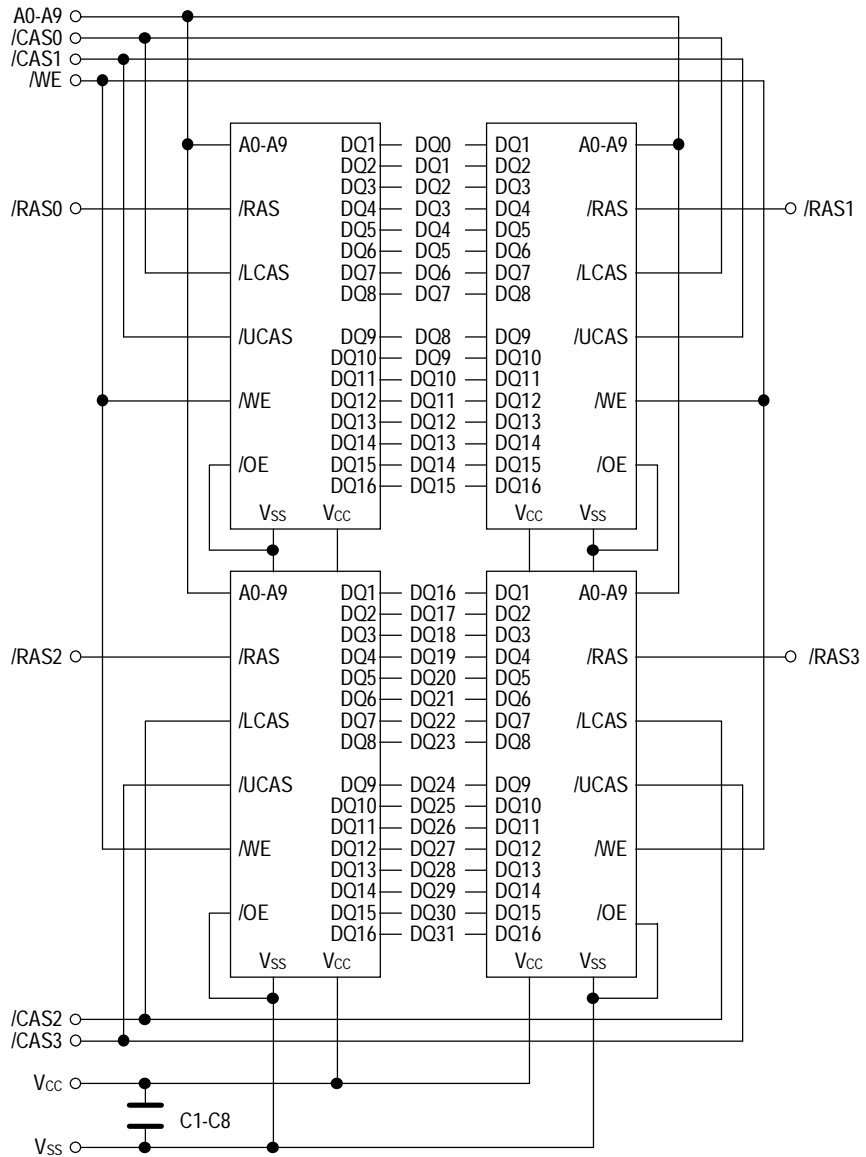 A0-A9
/CAS0
/CAS1
/WE
A0-A9 DQ1 DQ0 DQ1 A0-A9
DQ2 DQ1 DQ2
DQ3 DQ2 DQ3
/RAS0 /RAS DQ4 DQ3 DQ4 /RAS /RAS1
DQ5 DQ4 DQ5
DQ6 DQ5 DQ6
/LCAS DQ7 DQ6 DQ7 /LCAS
DQ8 DQ7 DQ8
/UCAS DQ9 DQ8 DQ9 /UCAS
DQ10 DQ9 DQ10
DQ11 DQ10 DQ11
/WE DQ12 DQ11 DQ12 /WE
DQ13 DQ12 DQ13
DQ14 DQ13 DQ14
/OE DQ15 DQ14 DQ15 /OE
DQ16 DQ15 DQ16
VSS VCC VCC VSS
A0-A9 DQ1 DQ16 DQ1 A0-A9
DQ2 DQ17 DQ2
DQ3 DQ18 DQ3
/RAS2 /RAS DQ4 DQ19 DQ4 /RAS /RAS3
DQ5 DQ20 DQ5
DQ6 DQ21 DQ6
/LCAS DQ7 DQ22 DQ7 /LCAS
DQ8 DQ23 DQ8
/UCAS DQ9 DQ24 DQ9 /UCAS
DQ10 DQ25 DQ10
DQ11 DQ26 DQ11
/WE DQ12 DQ27 DQ12 /WE
DQ13 DQ28 DQ13
DQ14 DQ29 DQ14
/OE DQ15 DQ30 DQ15 /OE
DQ16 DQ31 DQ16
VSS VCC VCC VSS
/CAS2
/CAS3
VCC
C1-C8
VSS